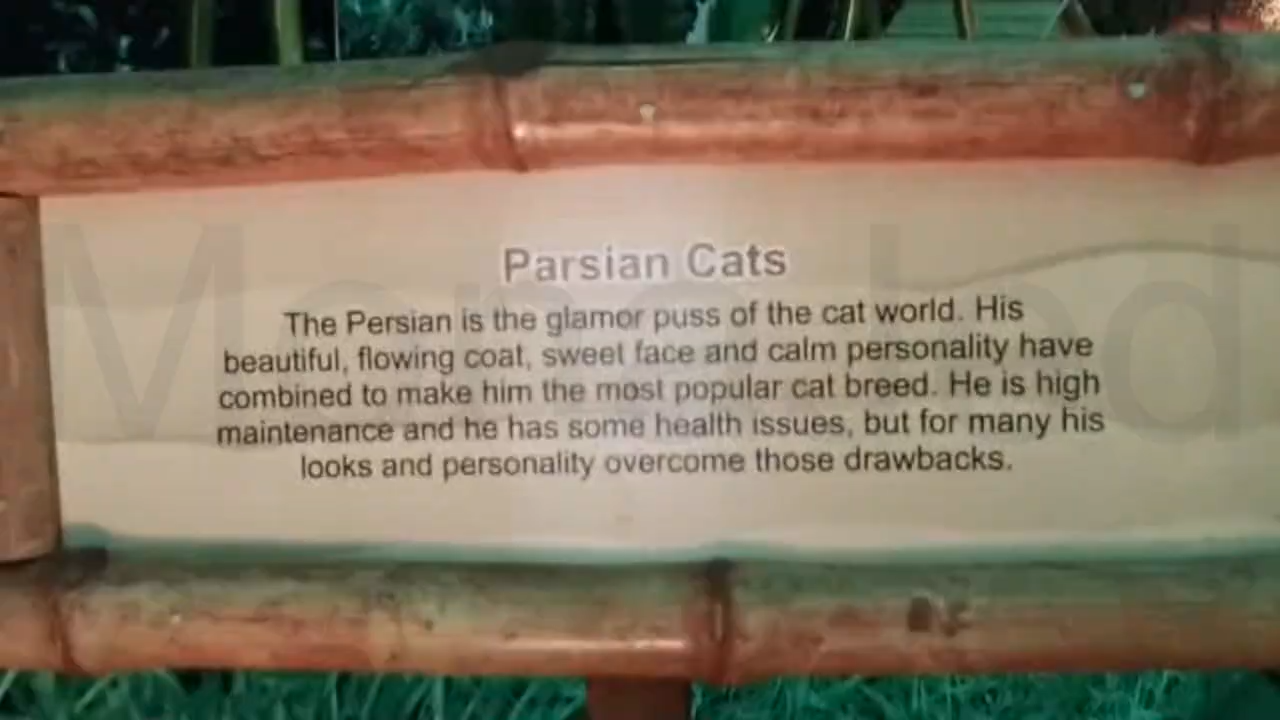 Parsian Cats
The Persian is the glamor puss of the cat world. His
beautiful, flowing coat, sweet face and calm personality have
combined to make him the most popular cat breed. He is high
maintenance and he has some health issues, but for many his
looks and personality overcome those drawbacks.